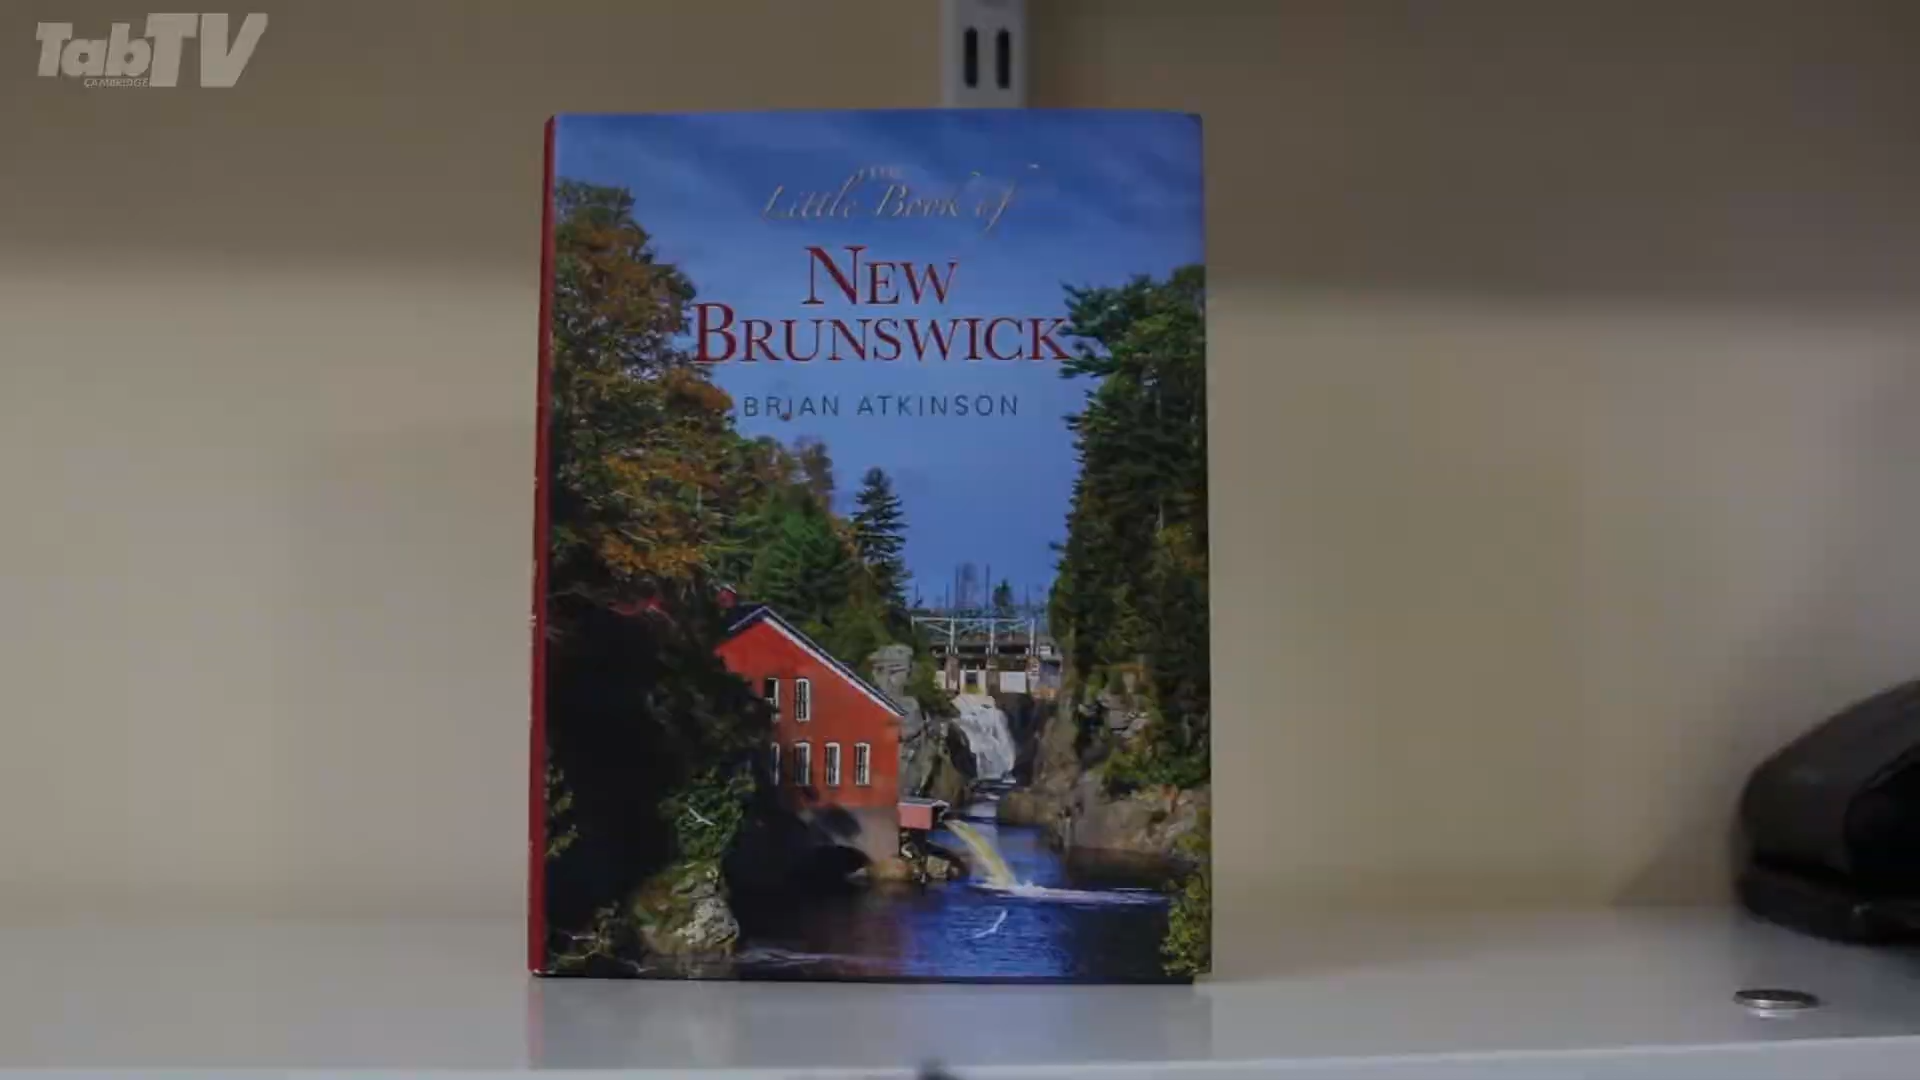 TabTV
CAMBRIDGE
THE
Little Book of
NEW
BRUNSWICK
BRIAN ATKINSON